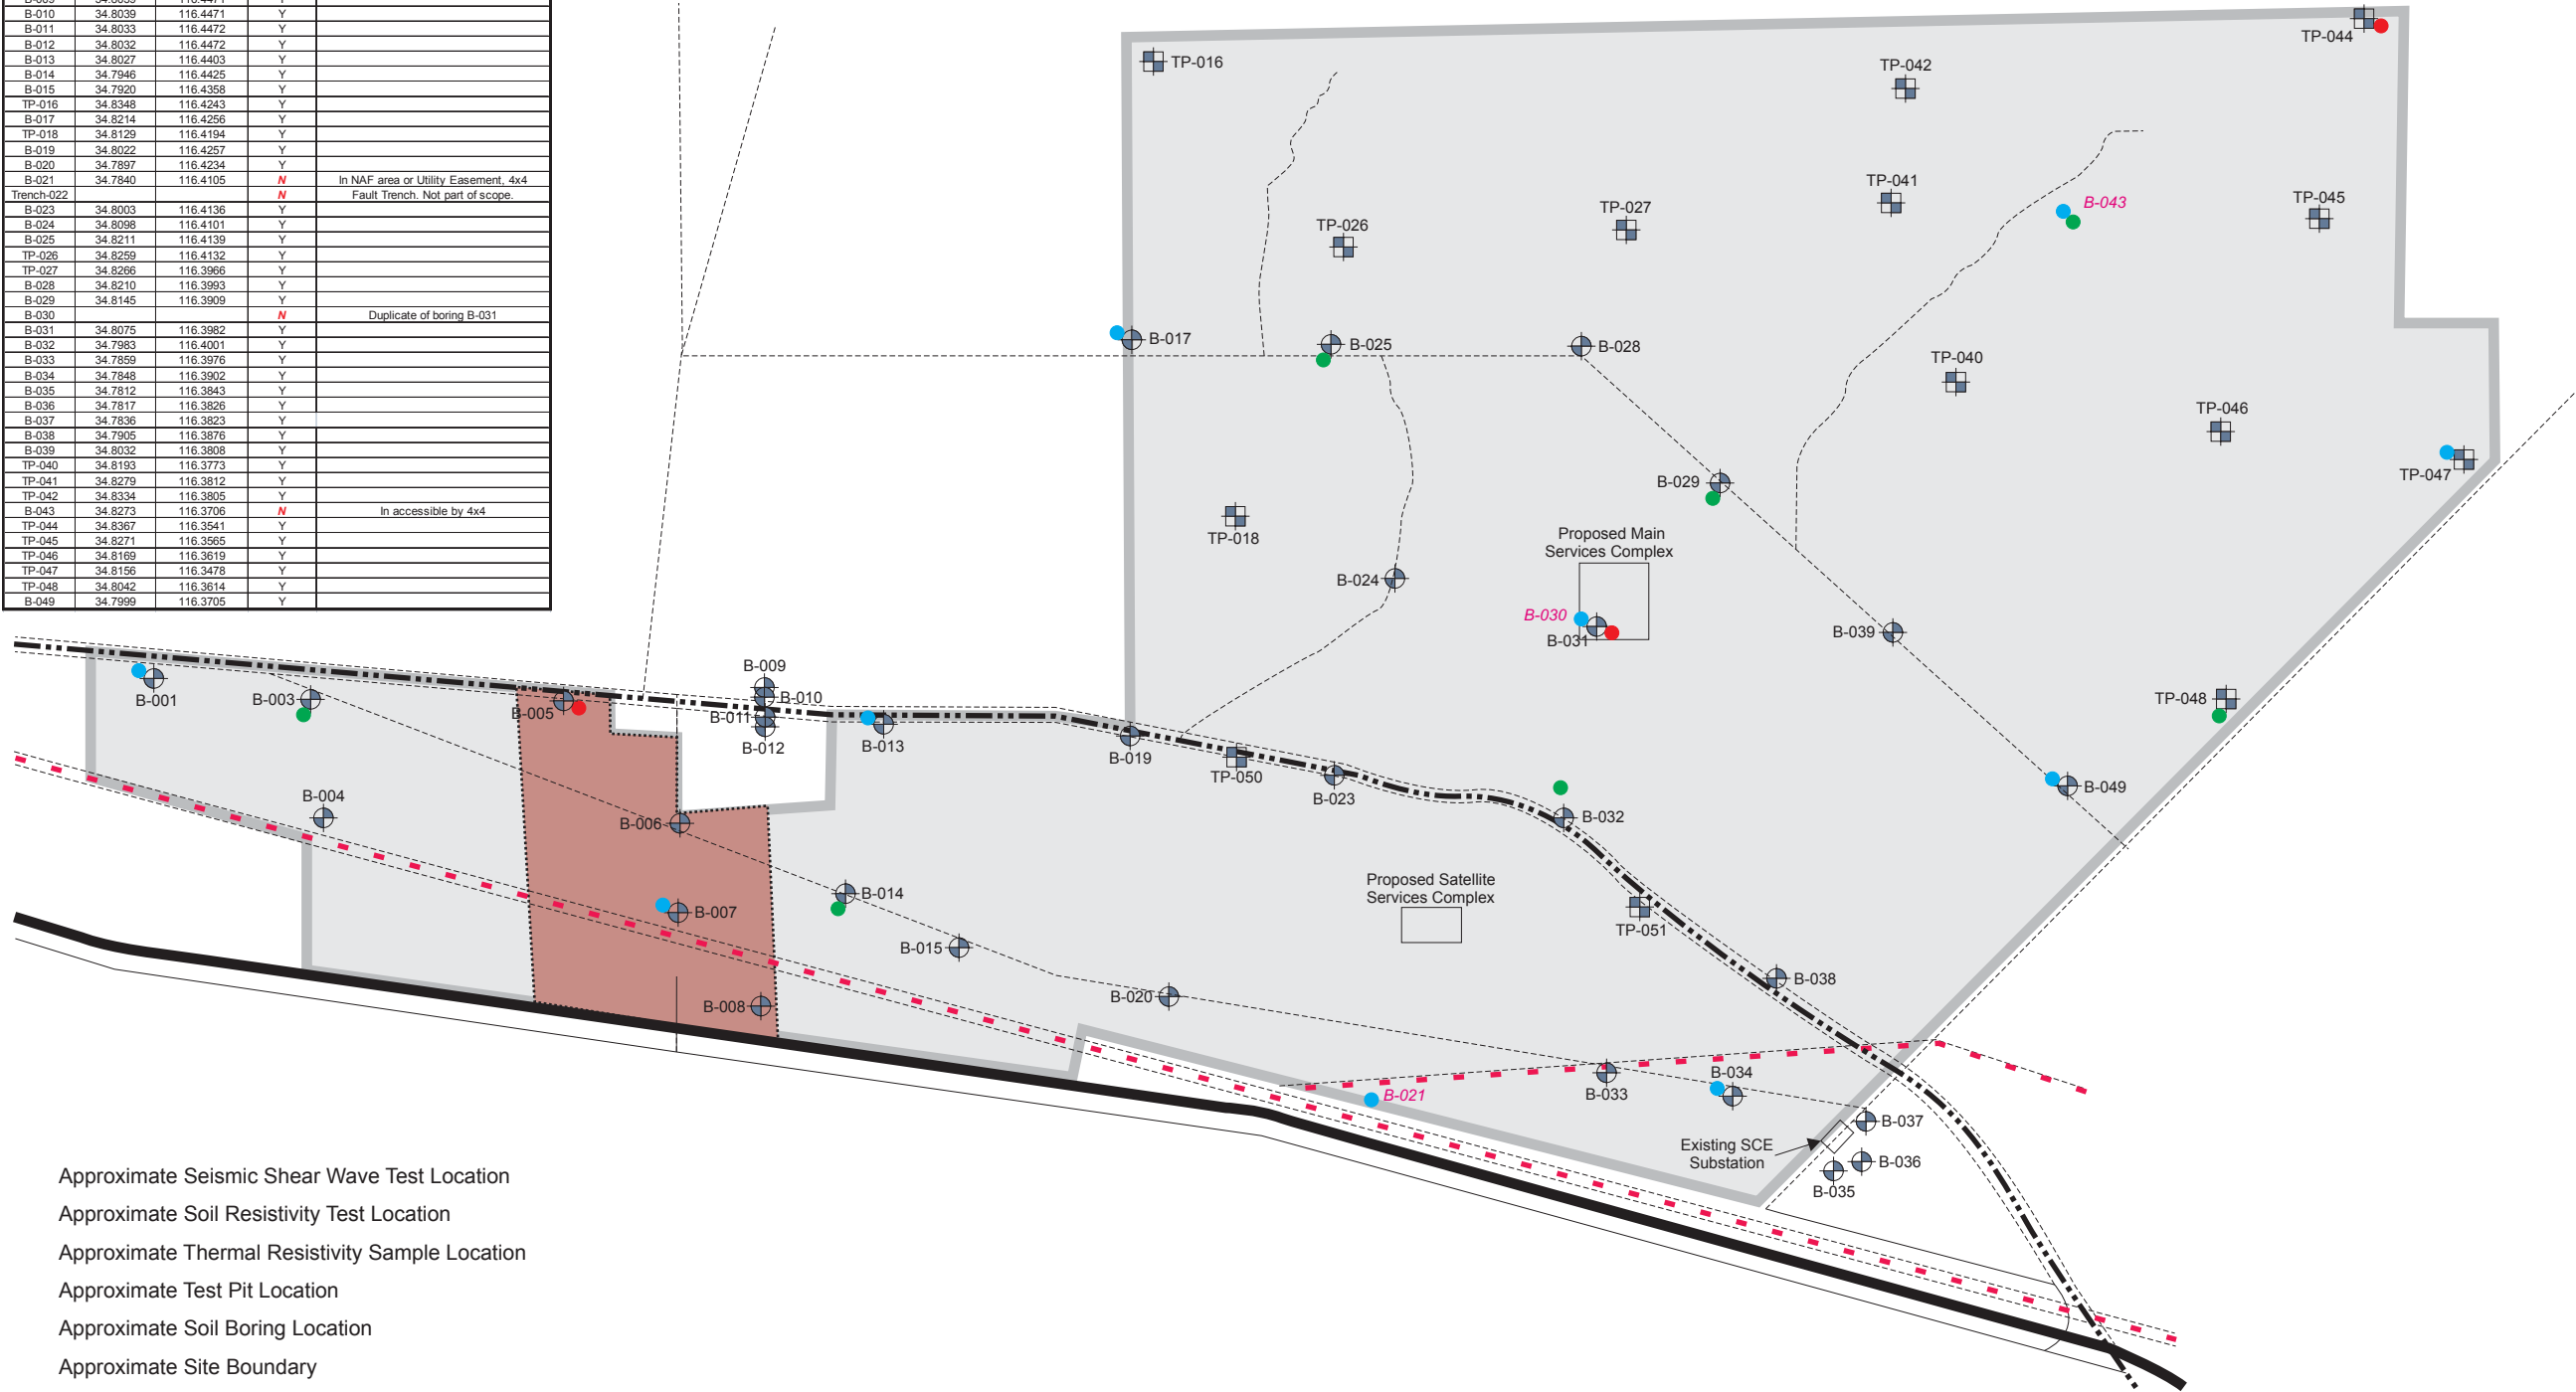 B-009 34.8039 116.4471 Y
B-010 34.8039 116.4471 Y
B-011 34.8033 116.4472 Y
B-012 34.8032 116.4472 Y
B-013 34.8027 116.4403 Y
B-014 34.7946 116.4425 Y
B-015 34.7920 116.4358 Y
TP-016 34.8348 116.4243 Y
B-017 34.8214 116.4256 Y
TP-018 34.8129 116.4194 Y
B-019 34.8022 116.4257 Y
B-020 34.7897 116.4234 Y
B-021 34.7840 116.4105 N In NAF area or Utility Easement, 4x4
Trench-022 N Fault Trench. Not part of scope.
B-023 34.8003 116.4136 Y
B-024 34.8098 116.4101 Y
B-025 34.8211 116.4139 Y
TP-026 34.8259 116.4132 Y
TP-027 34.8266 116.3966 Y
B-028 34.8210 116.3993 Y
B-029 34.8145 116.3909 Y
B-030 N Duplicate of boring B-031
B-031 34.8075 116.3982 Y
B-032 34.7983 116.4001 Y
B-033 34.7859 116.3976 Y
B-034 34.7848 116.3902 Y
B-035 34.7812 116.3843 Y
B-036 34.7817 116.3826 Y
B-037 34.7836 116.3823 Y
B-038 34.7905 116.3876 Y
B-039 34.8032 116.3808 Y
TP-040 34.8193 116.3773 Y
TP-041 34.8279 116.3812 Y
TP-042 34.8334 116.3805 Y
B-043 34.8273 116.3706 N In accessible by 4x4
TP-044 34.8367 116.3541 Y
TP-045 34.8271 116.3565 Y
TP-046 34.8169 116.3619 Y
TP-047 34.8156 116.3478 Y
TP-048 34.8042 116.3614 Y
B-049 34.7999 116.3705 Y
TP-044
TP-016
TP-042
TP-041
B-043
TP-045
TP-027
TP-026
B-017
B-025
B-028
TP-040
TP-046
TP-047
B-029
TP-018
Proposed Main
Services Complex
B-024
B-030
B-031
B-039
B-009
B-010
B-001
B-003
B-005
B-011
B-012
B-013
TP-048
B-019
TP-050
B-023
B-049
B-004
B-006
B-032
Proposed Satellite
Services Complex
B-014
B-007
B-015
TP-051
B-038
B-020
B-008
B-034
B-033
B-021
B-037
Existing SCE
Substation
B-036
B-035
Approximate Seismic Shear Wave Test Location
Approximate Soil Resistivity Test Location
Approximate Thermal Resistivity Sample Location
Approximate Test Pit Location
Approximate Soil Boring Location
Approximate Site Boundary